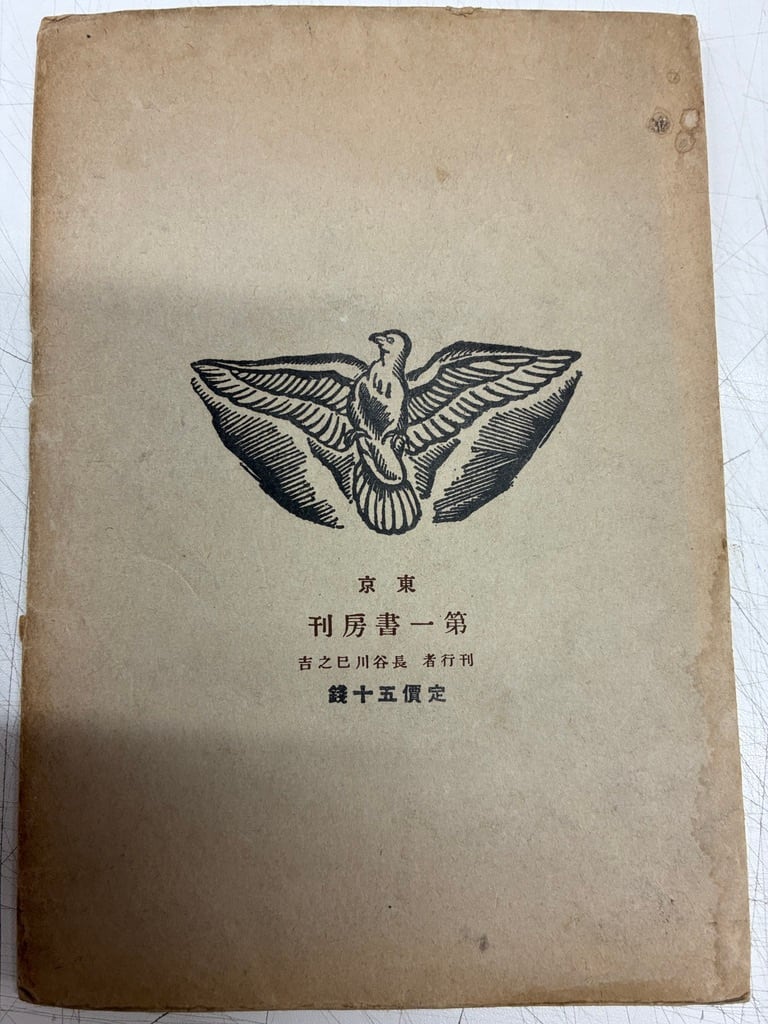 東京
第一書房刊
刊行者 長谷川巳之吉
定價五十錢